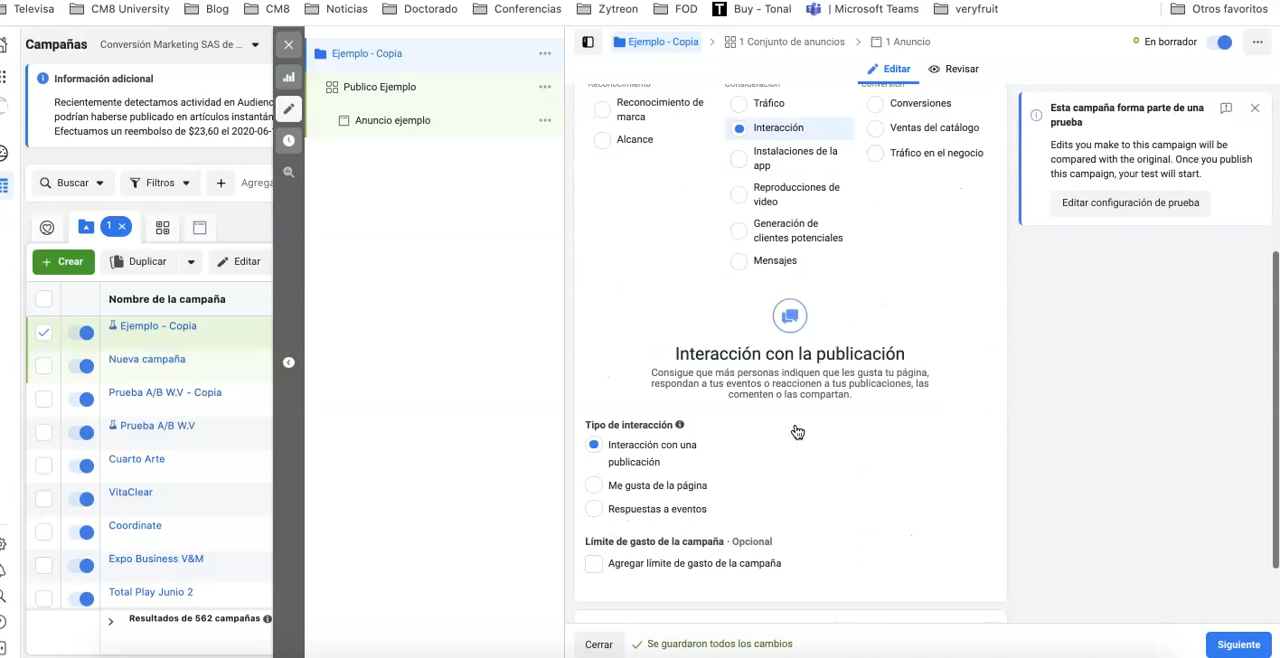 Televisa
CM8 University
Blog
CM8
Noticias
Doctorado
Conferencias
Zytreon
FOD
T Buy - Tonal
| Microsoft Teams
veryfruit
Otros favoritos
Campañas
Conversión Marketing SAS de ...
Información adicional
Recientemente detectamos actividad en Audienc
podrían haberse publicado en artículos instantán
Efectuamos un reembolso de $23,60 el 2020-06-
Buscar
Filtros
Agrega
1
Crear
Duplicar
Editar
Nombre de la campaña
Ejemplo - Copia
Nueva campaña
Prueba A/B W.V - Copia
Prueba A/B W.V
Cuarto Arte
VitaClear
Coordinate
Expo Business V&M
Total Play Junio 2
Resultados de 562 campañas
Ejemplo - Copia
Publico Ejemplo
Anuncio ejemplo
Ejemplo - Copia
1 Conjunto de anuncios
1 Anuncio
En borrador
Editar
Revisar
Reconocimiento
Reconocimiento de
marca
Alcance
Consideración
Tráfico
Interacción
Instalaciones de la
app
Reproducciones de
video
Generación de
clientes potenciales
Mensajes
Conversión
Conversiones
Ventas del catálogo
Tráfico en el negocio
Interacción con la publicación
Consigue que más personas indiquen que les gusta tu página,
respondan a tus eventos o reaccionen a tus publicaciones, las
comenten o las compartan.
Tipo de interacción
Interacción con una
publicación
Me gusta de la página
Respuestas a eventos
Límite de gasto de la campaña · Opcional
Agregar límite de gasto de la campaña
Cerrar
Se guardaron todos los cambios
Siguiente
Esta campaña forma parte de una
prueba
Edits you make to this campaign will be
compared with the original. Once you publish
this campaign, your test will start.
Editar configuración de prueba